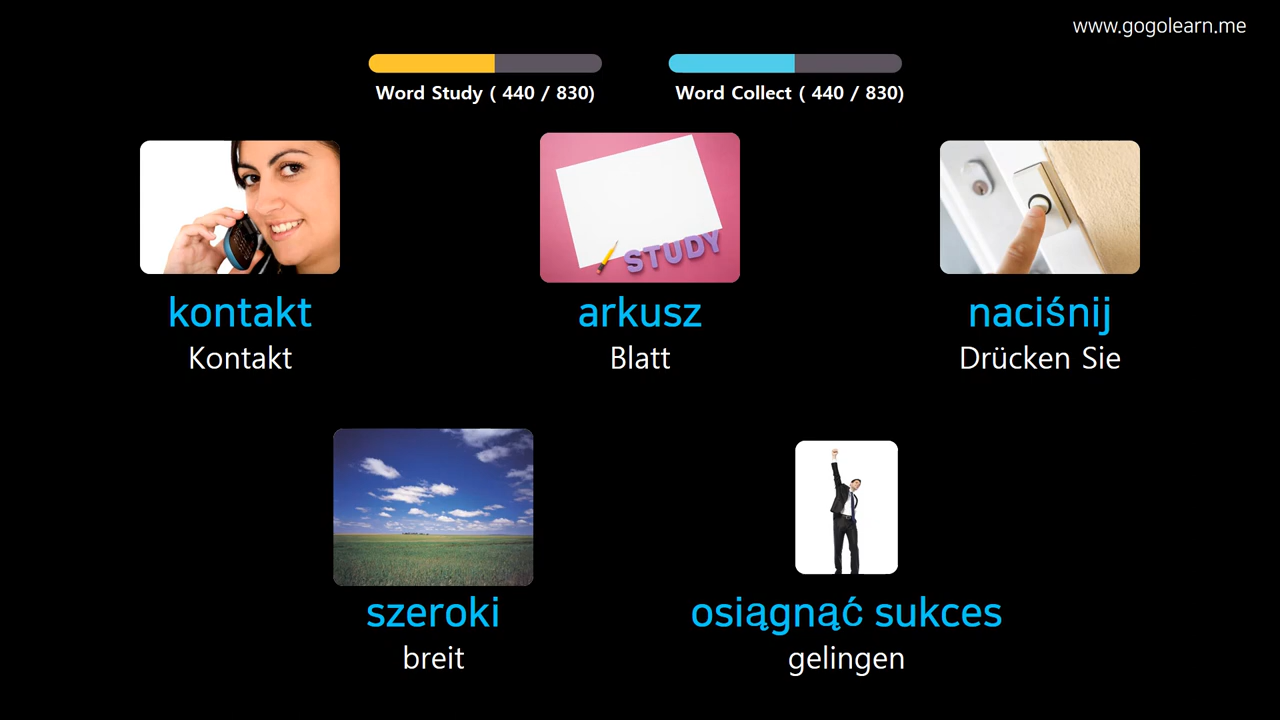 www.gogolearn.me
Word Study ( 440 / 830)
Word Collect ( 440 / 830)
STUDY
kontakt
Kontakt
arkusz
Blatt
naciśnij
Drücken Sie
szeroki
breit
osiągnąć sukces
gelingen